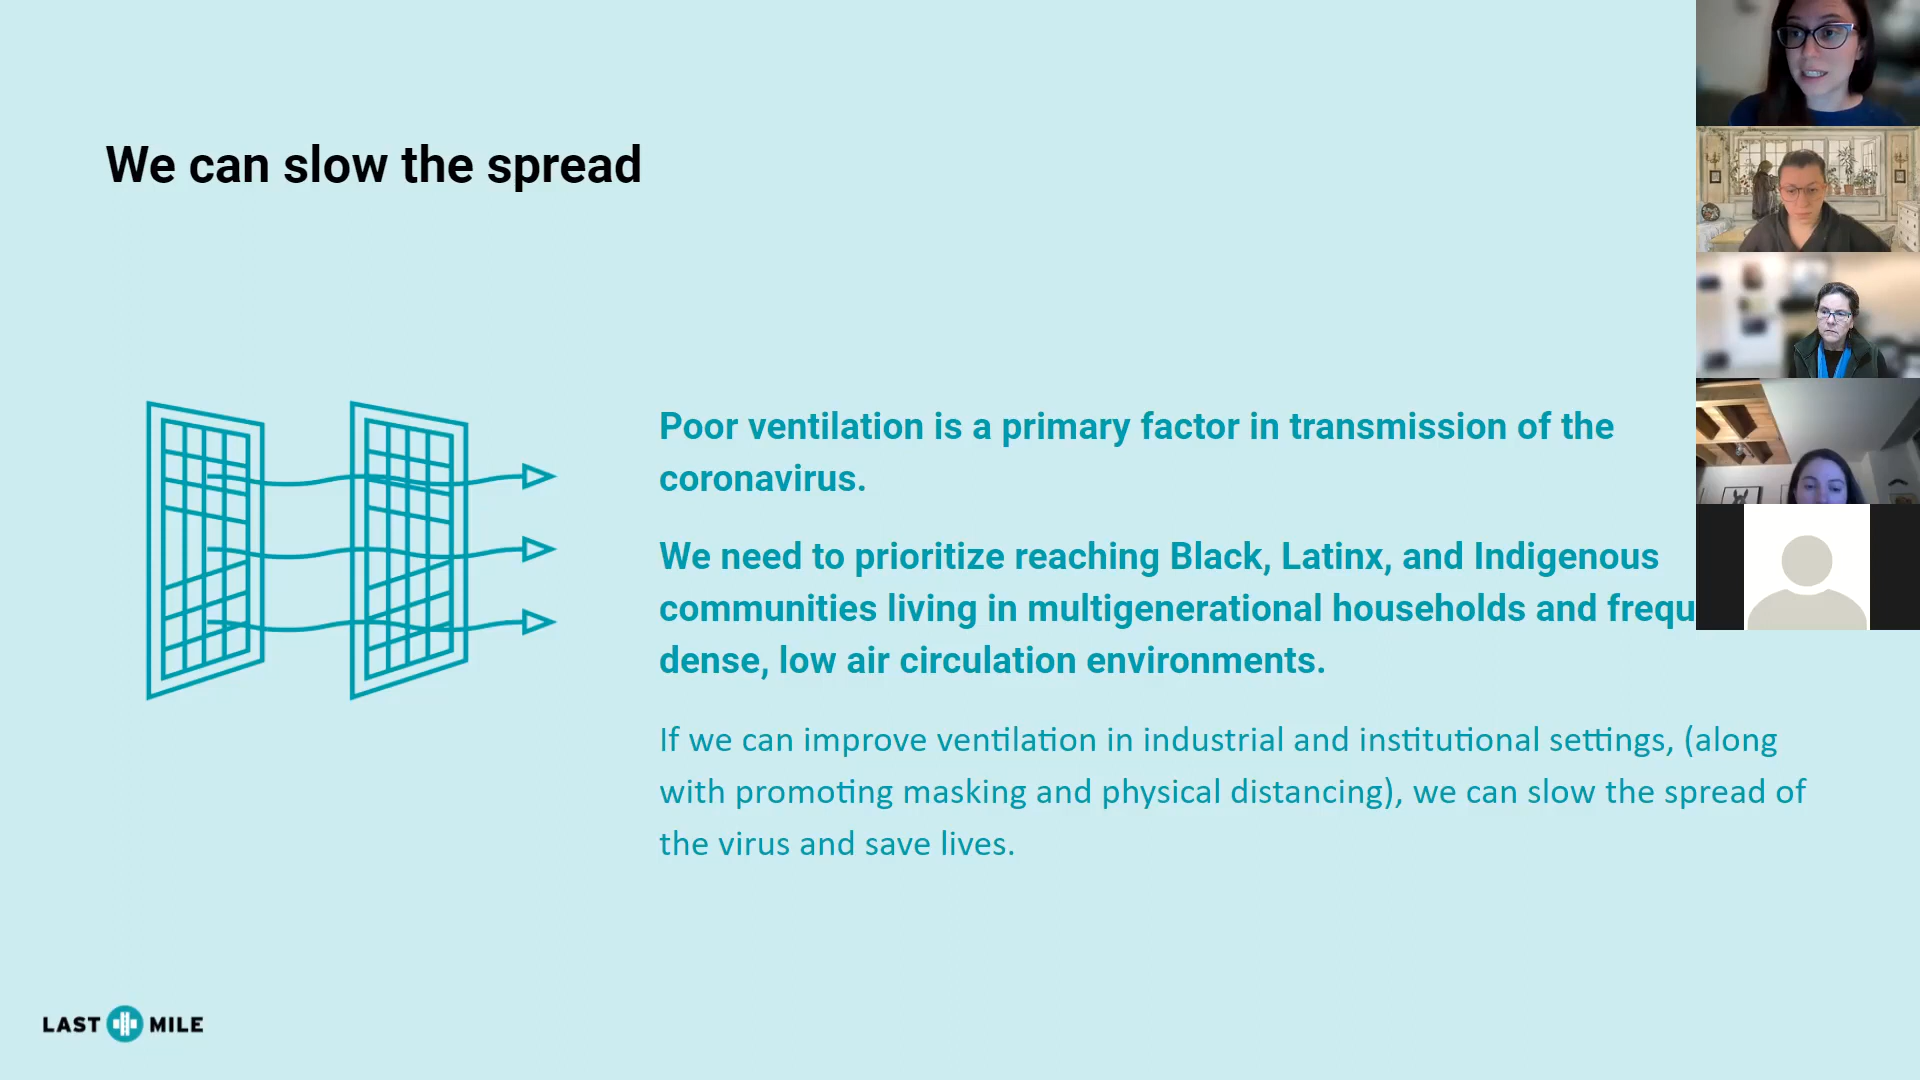 We can slow the spread
Poor ventilation is a primary factor in transmission of the
coronavirus.
We need to prioritize reaching Black, Latinx, and Indigenous
communities living in multigenerational households and frequ
dense, low air circulation environments.
If we can improve ventilation in industrial and institutional settings, (along
with promoting masking and physical distancing), we can slow the spread of
the virus and save lives.
LAST MILE